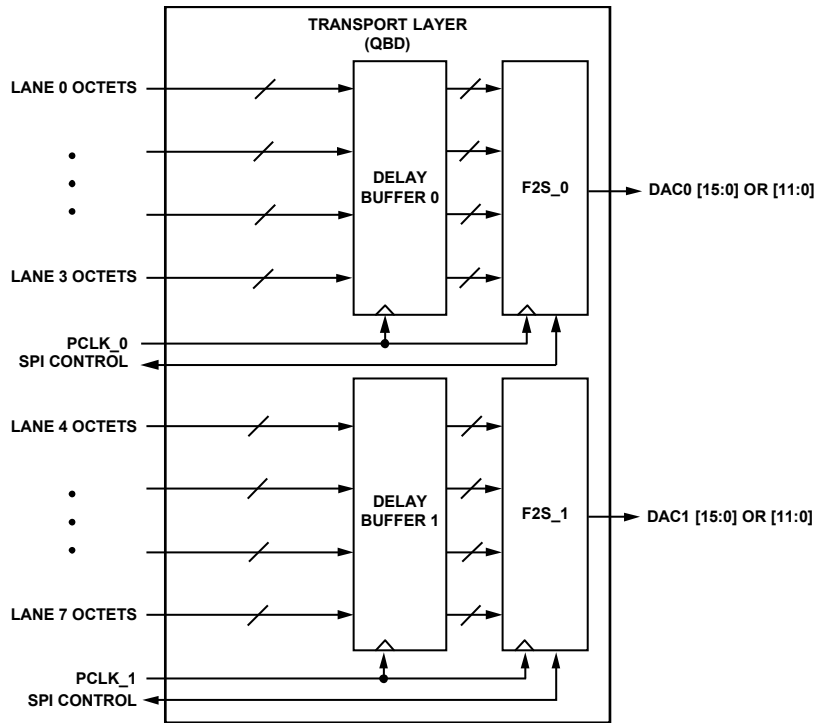 TRANSPORT LAYER
(QBD)
LANE 0 OCTETS
DELAY
BUFFER 0
F2S_0
DAC0 [15:0] OR [11:0]
LANE 3 OCTETS
PCLK_0
SPI CONTROL
LANE 4 OCTETS
DELAY
BUFFER 1
F2S_1
DAC1 [15:0] OR [11:0]
LANE 7 OCTETS
PCLK_1
SPI CONTROL